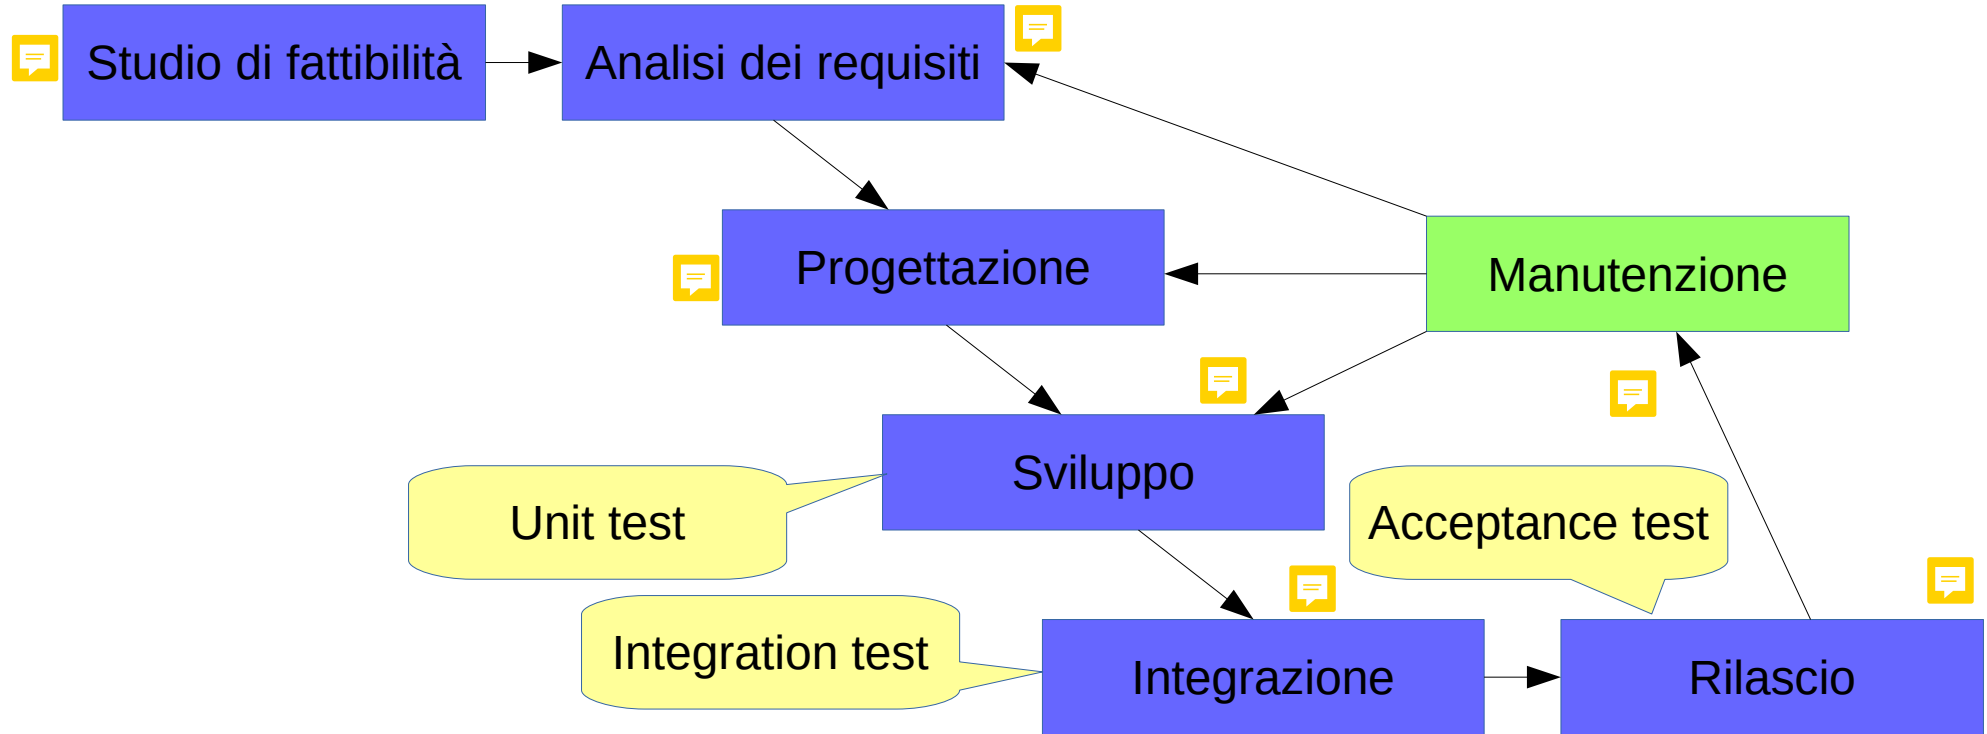 Studio di fattibilità
Analisi dei requisiti
Progettazione
Manutenzione
Sviluppo
Unit test
Acceptance test
Integration test
Integrazione
Rilascio